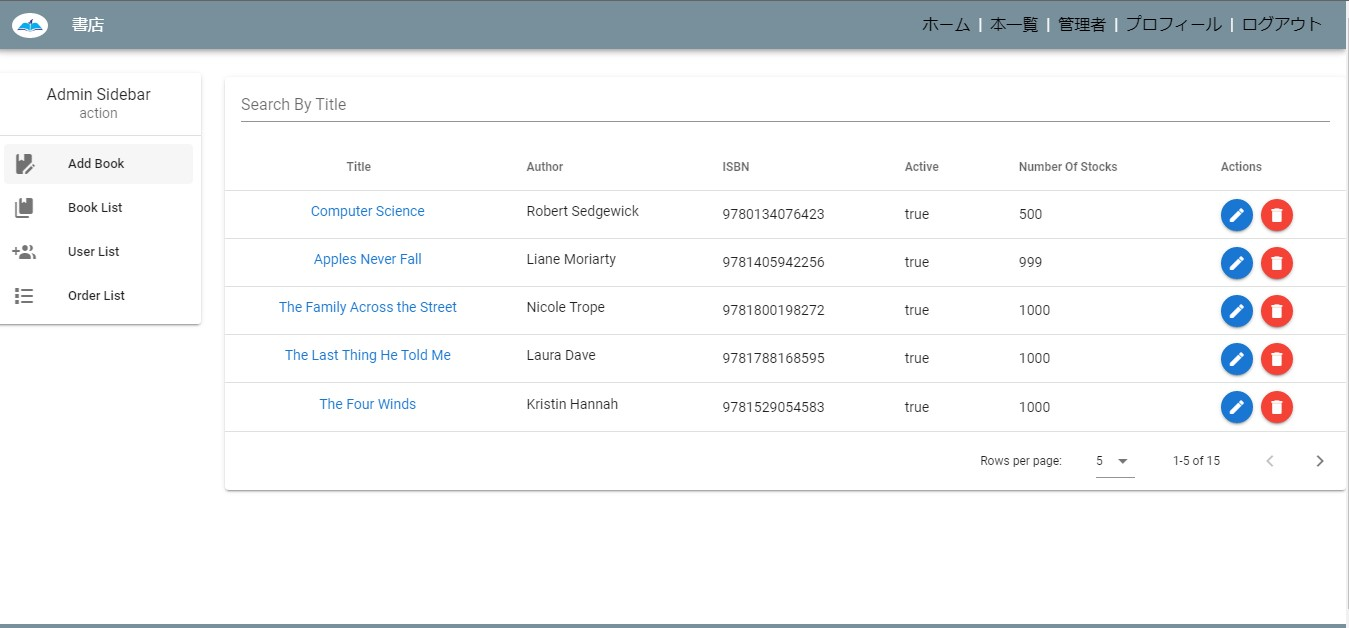 書店
ホーム | 本一覧 | 管理者 | プロフィール | ログアウト
Admin Sidebar
action
Add Book
Book List
User List
Order List
Search By Title
Title Author ISBN Active Number Of Stocks Actions
Computer Science Robert Sedgewick 9780134076423 true 500
Apples Never Fall Liane Moriarty 9781405942256 true 999
The Family Across the Street Nicole Trope 9781800198272 true 1000
The Last Thing He Told Me Laura Dave 9781788168595 true 1000
The Four Winds Kristin Hannah 9781529054583 true 1000
Rows per page: 5 1-5 of 15